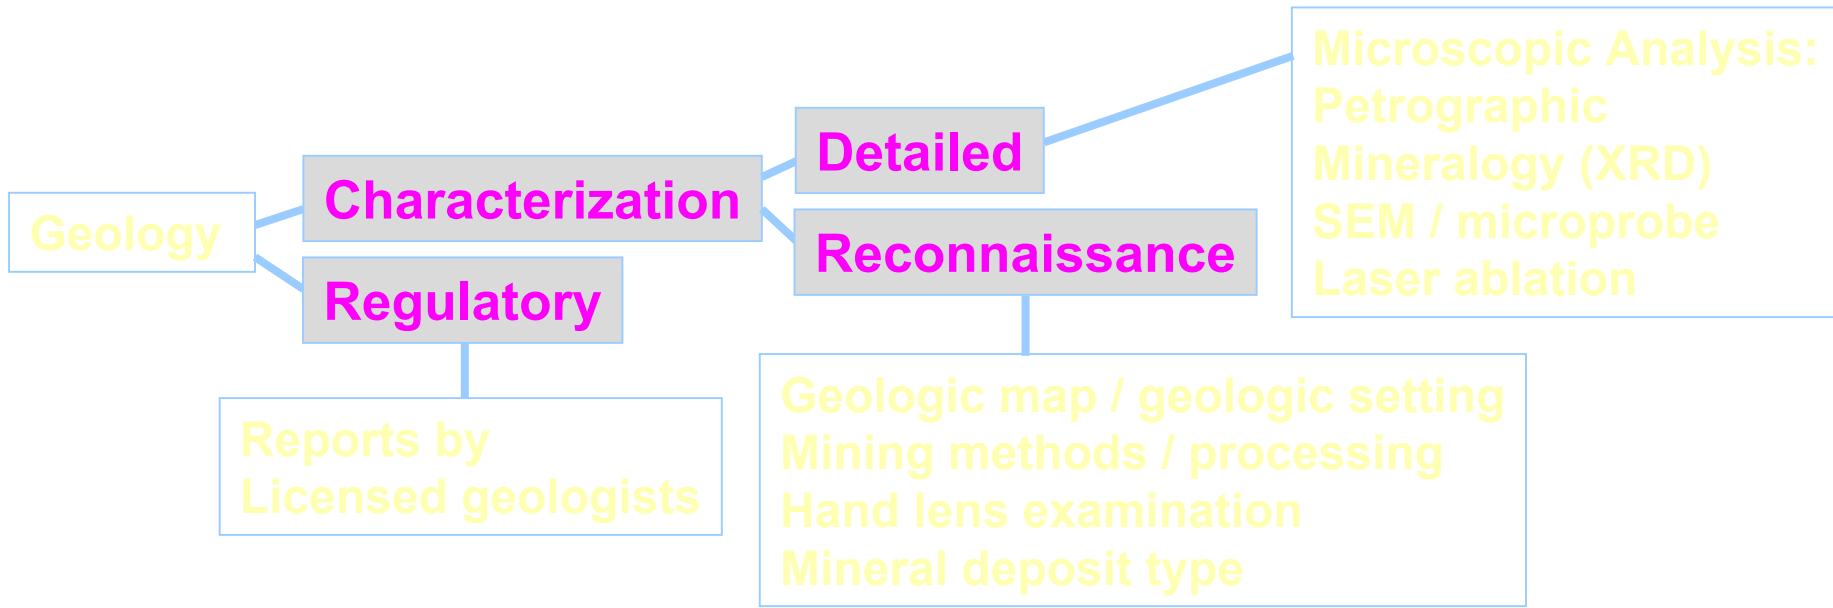 Geology
Characterization
Regulatory
Reports by
Licensed geologists
Detailed
Reconnaissance
Geologic map / geologic setting
Mining methods / processing
Hand lens examination
Mineral deposit type
Microscopic Analysis:
Petrographic
Mineralogy (XRD)
SEM / microprobe
Laser ablation